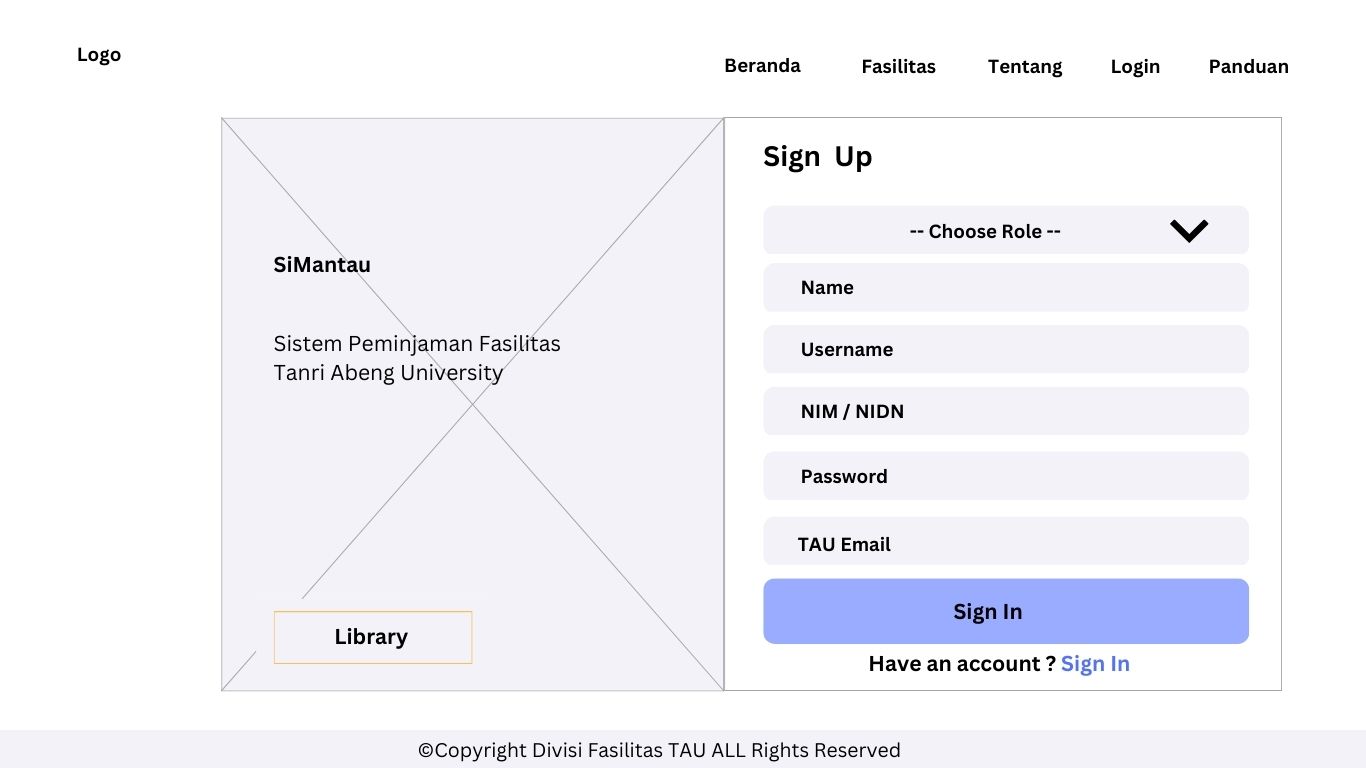 Logo
Beranda Fasilitas Tentang Login Panduan
SiMantau
Sistem Peminjaman Fasilitas
Tanri Abeng University
Library
Sign Up
-- Choose Role --
Name
Username
NIM / NIDN
Password
TAU Email
Sign In
Have an account ? Sign In
©Copyright Divisi Fasilitas TAU ALL Rights Reserved